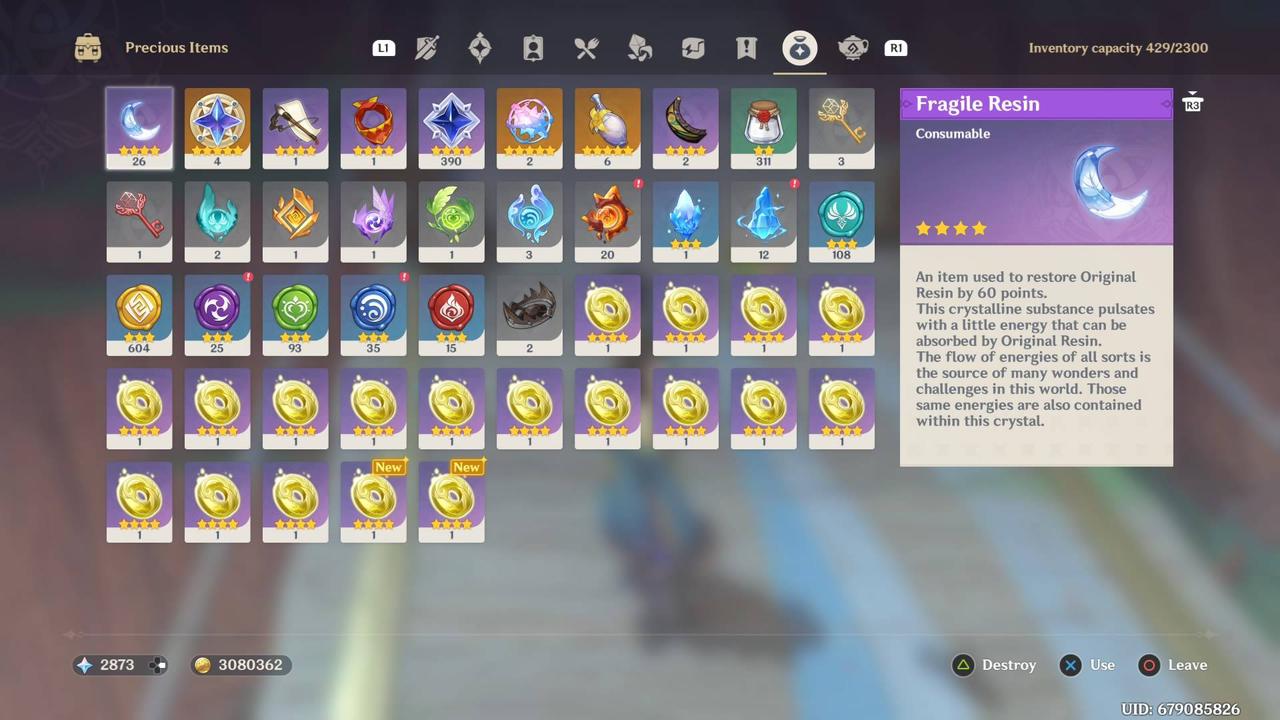 Precious Items
L1
R1
Inventory capacity 429/2300
26
4
1
1
390
2
6
2
311
3
1
2
1
1
1
3
20
1
12
108
604
25
93
35
15
2
1
1
1
1
1
1
1
1
1
1
1
1
1
1
New
New
1
1
1
1
1
Fragile Resin
R3
Consumable
An item used to restore Original
Resin by 60 points.
This crystalline substance pulsates
with a little energy that can be
absorbed by Original Resin.
The flow of energies of all sorts is
the source of many wonders and
challenges in this world. Those
same energies are also contained
within this crystal.
2873
3080362
Destroy
Use
Leave
UID: 679085826